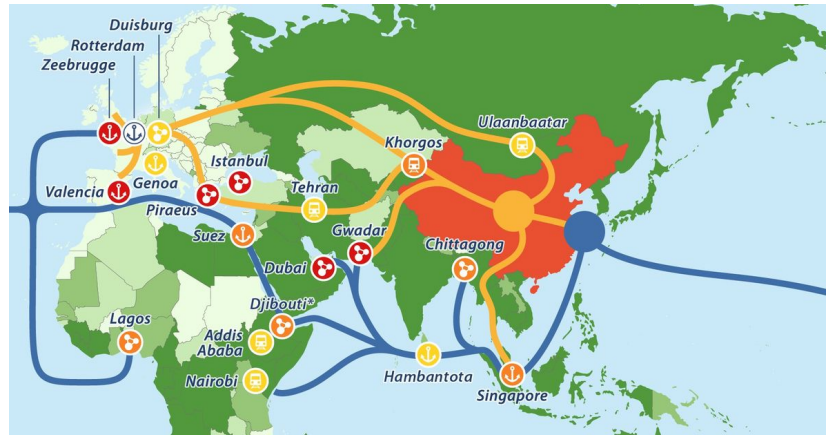 Duisburg
Rotterdam
Zeebrugge
Ulaanbaatar
Khorgos
Istanbul
Genoa
Valencia
Tehran
Piraeus
Gwadar
Suez
Chittagong
Dubai
Djibouti*
Lagos
Addis
Ababa
Nairobi
Hambantota
Singapore